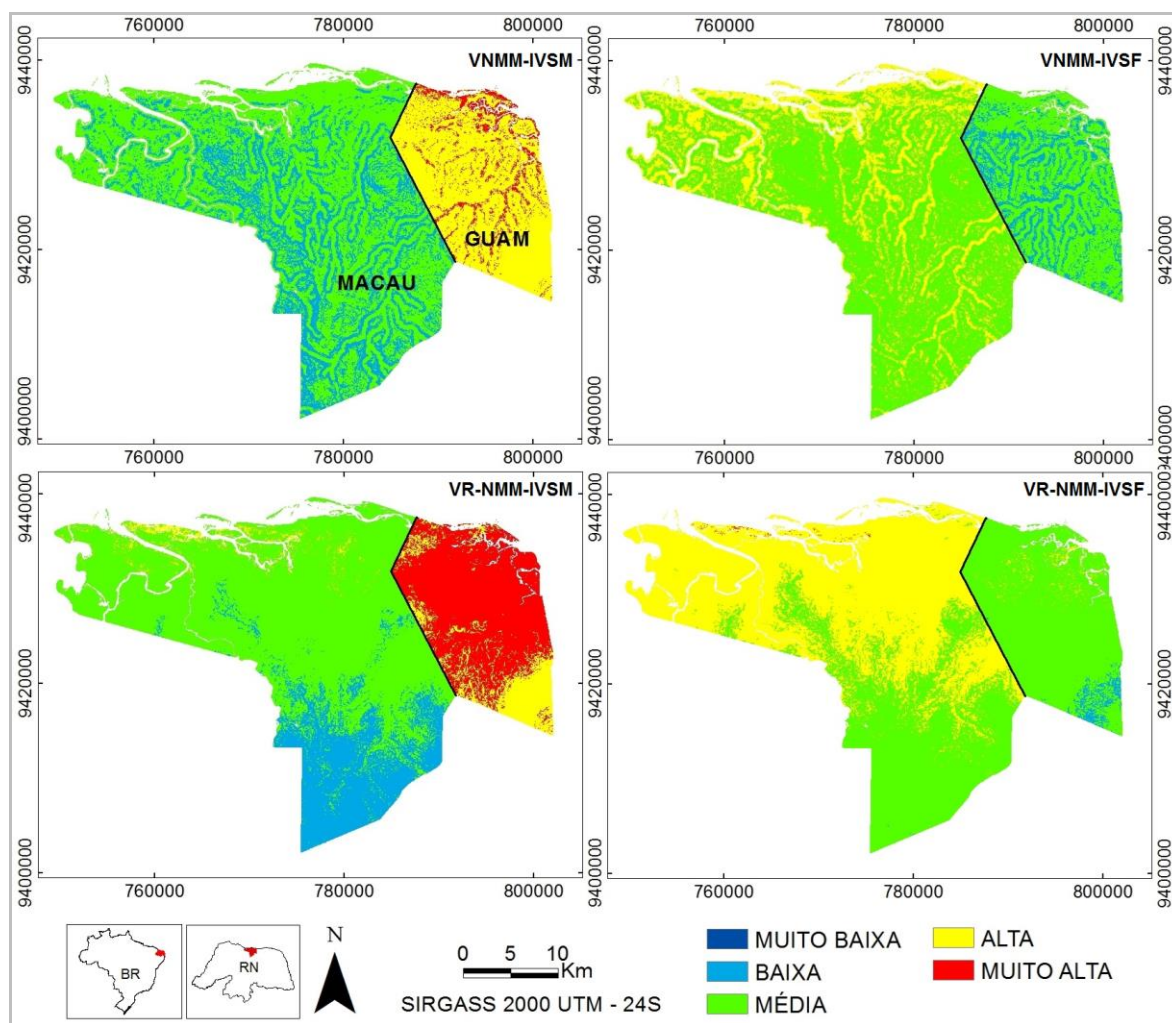 760000 780000 800000
760000 780000 800000
9440000
VNMM-IVSM
9440000
VNMM-IVSF
9420000
GUAM
MACAU
9420000
9400000
9400000
760000 780000 800000
760000 780000 800000
9440000
VR-NMM-IVSM
9440000
VR-NMM-IVSF
9420000
9420000
9400000
9400000
760000 780000 800000
760000 780000 800000
BR
RN
N
0 5 10
Km
SIRGASS 2000 UTM - 24S
MUITO BAIXA
BAIXA
MÉDIA
ALTA
MUITO ALTA